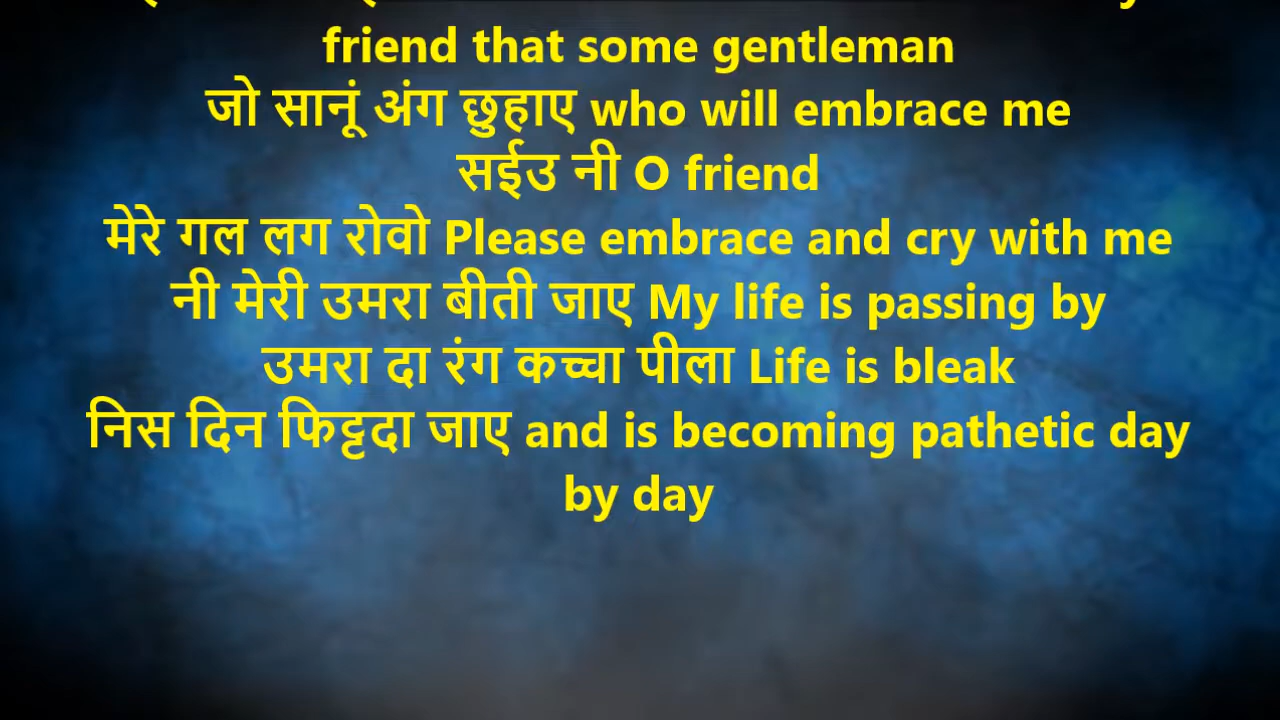 friend that some gentleman
जो सानूं अंग छुहाए who will embrace me
सईउ नी O friend
मेरे गल लग रोवो Please embrace and cry with me
नी मेरी उमरा बीती जाए My life is passing by
उमरा दा रंग कच्चा पीला Life is bleak
निस दिन फिट्टदा जाए and is becoming pathetic day
by day